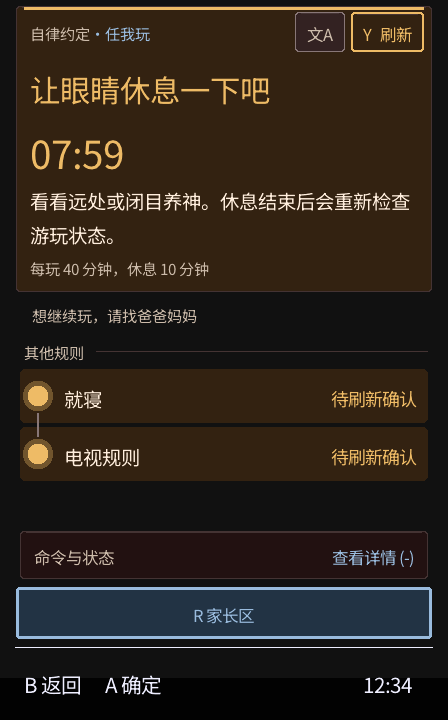 自律约定·任我玩
文A
Y 刷新
让眼睛休息一下吧
07:59
看看远处或闭目养神。休息结束后会重新检查
游玩状态。
每玩 40 分钟，休息 10 分钟
想继续玩，请找爸爸妈妈
其他规则
就寝 待刷新确认
电视规则 待刷新确认
命令与状态 查看详情 (-)
R 家长区
B 返回 A 确定 12:34